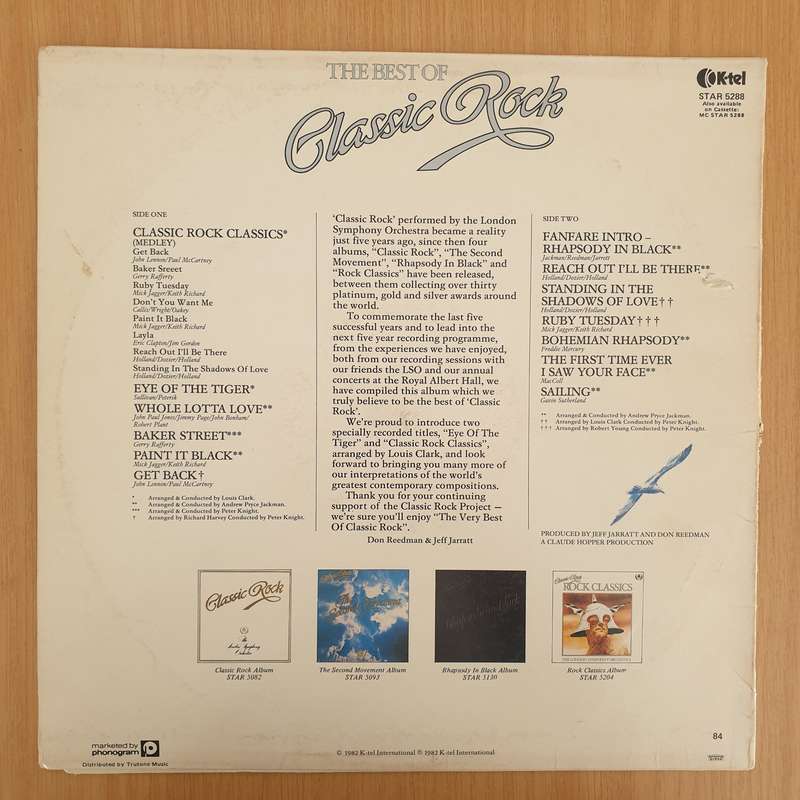 THE BEST OF
Classic Rock
K-tel
STAR 5288
Also available
on Cassette:
MC STAR 5288
SIDE ONE
CLASSIC ROCK CLASSICS*
(MEDLEY)
Get Back
John Lennon/Paul McCartney
Baker Sreeet
Gerry Rafferty
Ruby Tuesday
Mick Jagger/Keith Richard
Don't You Want Me
Callis/Wright/Oakey
Paint It Black
Mick Jagger/Keith Richard
Layla
Eric Clapton/Jim Gordon
Reach Out I'll Be There
Holland/Dozier/Holland
Standing In The Shadows Of Love
Holland/Dozier/Holland
EYE OF THE TIGER*
Sullivan/Peterik
WHOLE LOTTA LOVE**
John Paul Jones/Jimmy Page/John Bonham/
Robert Plant
BAKER STREET***
Gerry Rafferty
PAINT IT BLACK**
Mick Jagger/Keith Richard
GET BACK†
John Lennon/Paul McCartney
* Arranged & Conducted by Louis Clark.
** Arranged & Conducted by Andrew Pryce Jackman.
*** Arranged & Conducted by Peter Knight.
† Arranged by Richard Harvey Conducted by Peter Knight.
'Classic Rock' performed by the London
Symphony Orchestra became a reality
just five years ago, since then four
albums, "Classic Rock", "The Second
Movement", "Rhapsody In Black" and
"Rock Classics" have been released,
between them collecting over thirty
platinum, gold and silver awards around
the world.
To commemorate the last five
successful years and to lead into the
next five year recording programme,
from the experiences we have enjoyed,
both from our recording sessions with
our friends the LSO and our annual
concerts at the Royal Albert Hall, we
have compiled this album which we
truly believe to be the best of 'Classic
Rock'.
We're proud to introduce two
specially recorded titles, "Eye Of The
Tiger" and "Classic Rock Classics",
arranged by Louis Clark, and look
forward to bringing you many more of
our interpretations of the world's
greatest contemporary compositions.
Thank you for your continuing
support of the Classic Rock Project –
we're sure you'll enjoy "The Very Best
Of Classic Rock".
Don Reedman & Jeff Jarratt
SIDE TWO
FANFARE INTRO –
RHAPSODY IN BLACK**
Jackman/Reedman/Jarrott
REACH OUT I'LL BE THERE**
Holland/Dozier/Holland
STANDING IN THE
SHADOWS OF LOVE††
Holland/Dozier/Holland
RUBY TUESDAY†††
Mick Jagger/Keith Richard
BOHEMIAN RHAPSODY**
Freddie Mercury
THE FIRST TIME EVER
I SAW YOUR FACE**
MacColl
SAILING**
Gavin Sutherland
** Arranged & Conducted by Andrew Pryce Jackman.
†† Arranged by Louis Clark Conducted by Peter Knight.
††† Arranged by Robert Young Conducted by Peter Knight.
PRODUCED BY JEFF JARRATT AND DON REEDMAN
A CLAUDE HOPPER PRODUCTION
Classic Rock
the
London Symphony
Orchestra
The
Second Movement
Rhapsody in Black
Classic Rock
ROCK CLASSICS
THE LONDON SYMPHONY ORCHESTRA
Classic Rock Album
STAR 5082
The Second Movement Album
STAR 5093
Rhapsody In Black Album
STAR 5130
Rock Classics Album
STAR 5204
marketed by
phonogram
Distributed by Trutone Music
© 1982 K-tel International ℗ 1982 K-tel International
84